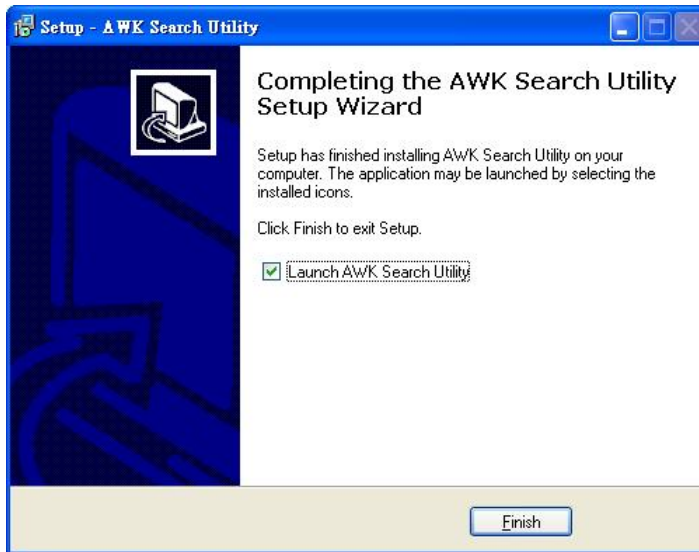 Setup - AWK Search Utility
Completing the AWK Search Utility
Setup Wizard
Setup has finished installing AWK Search Utility on your
computer. The application may be launched by selecting the
installed icons.
Click Finish to exit Setup.
Launch AWK Search Utility
Finish